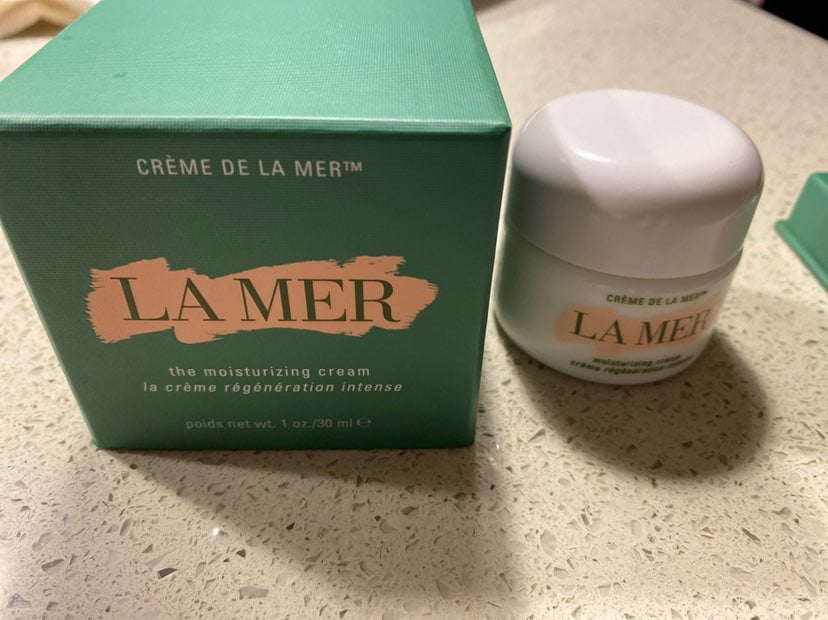 CRÈME DE LA MER™
LA MER
the moisturizing cream
la crème régénération intense
poids net wt. 1 oz./30 ml ℮
CRÈME DE LA MER™
LA MER
moisturizing cream
crème régénération intense